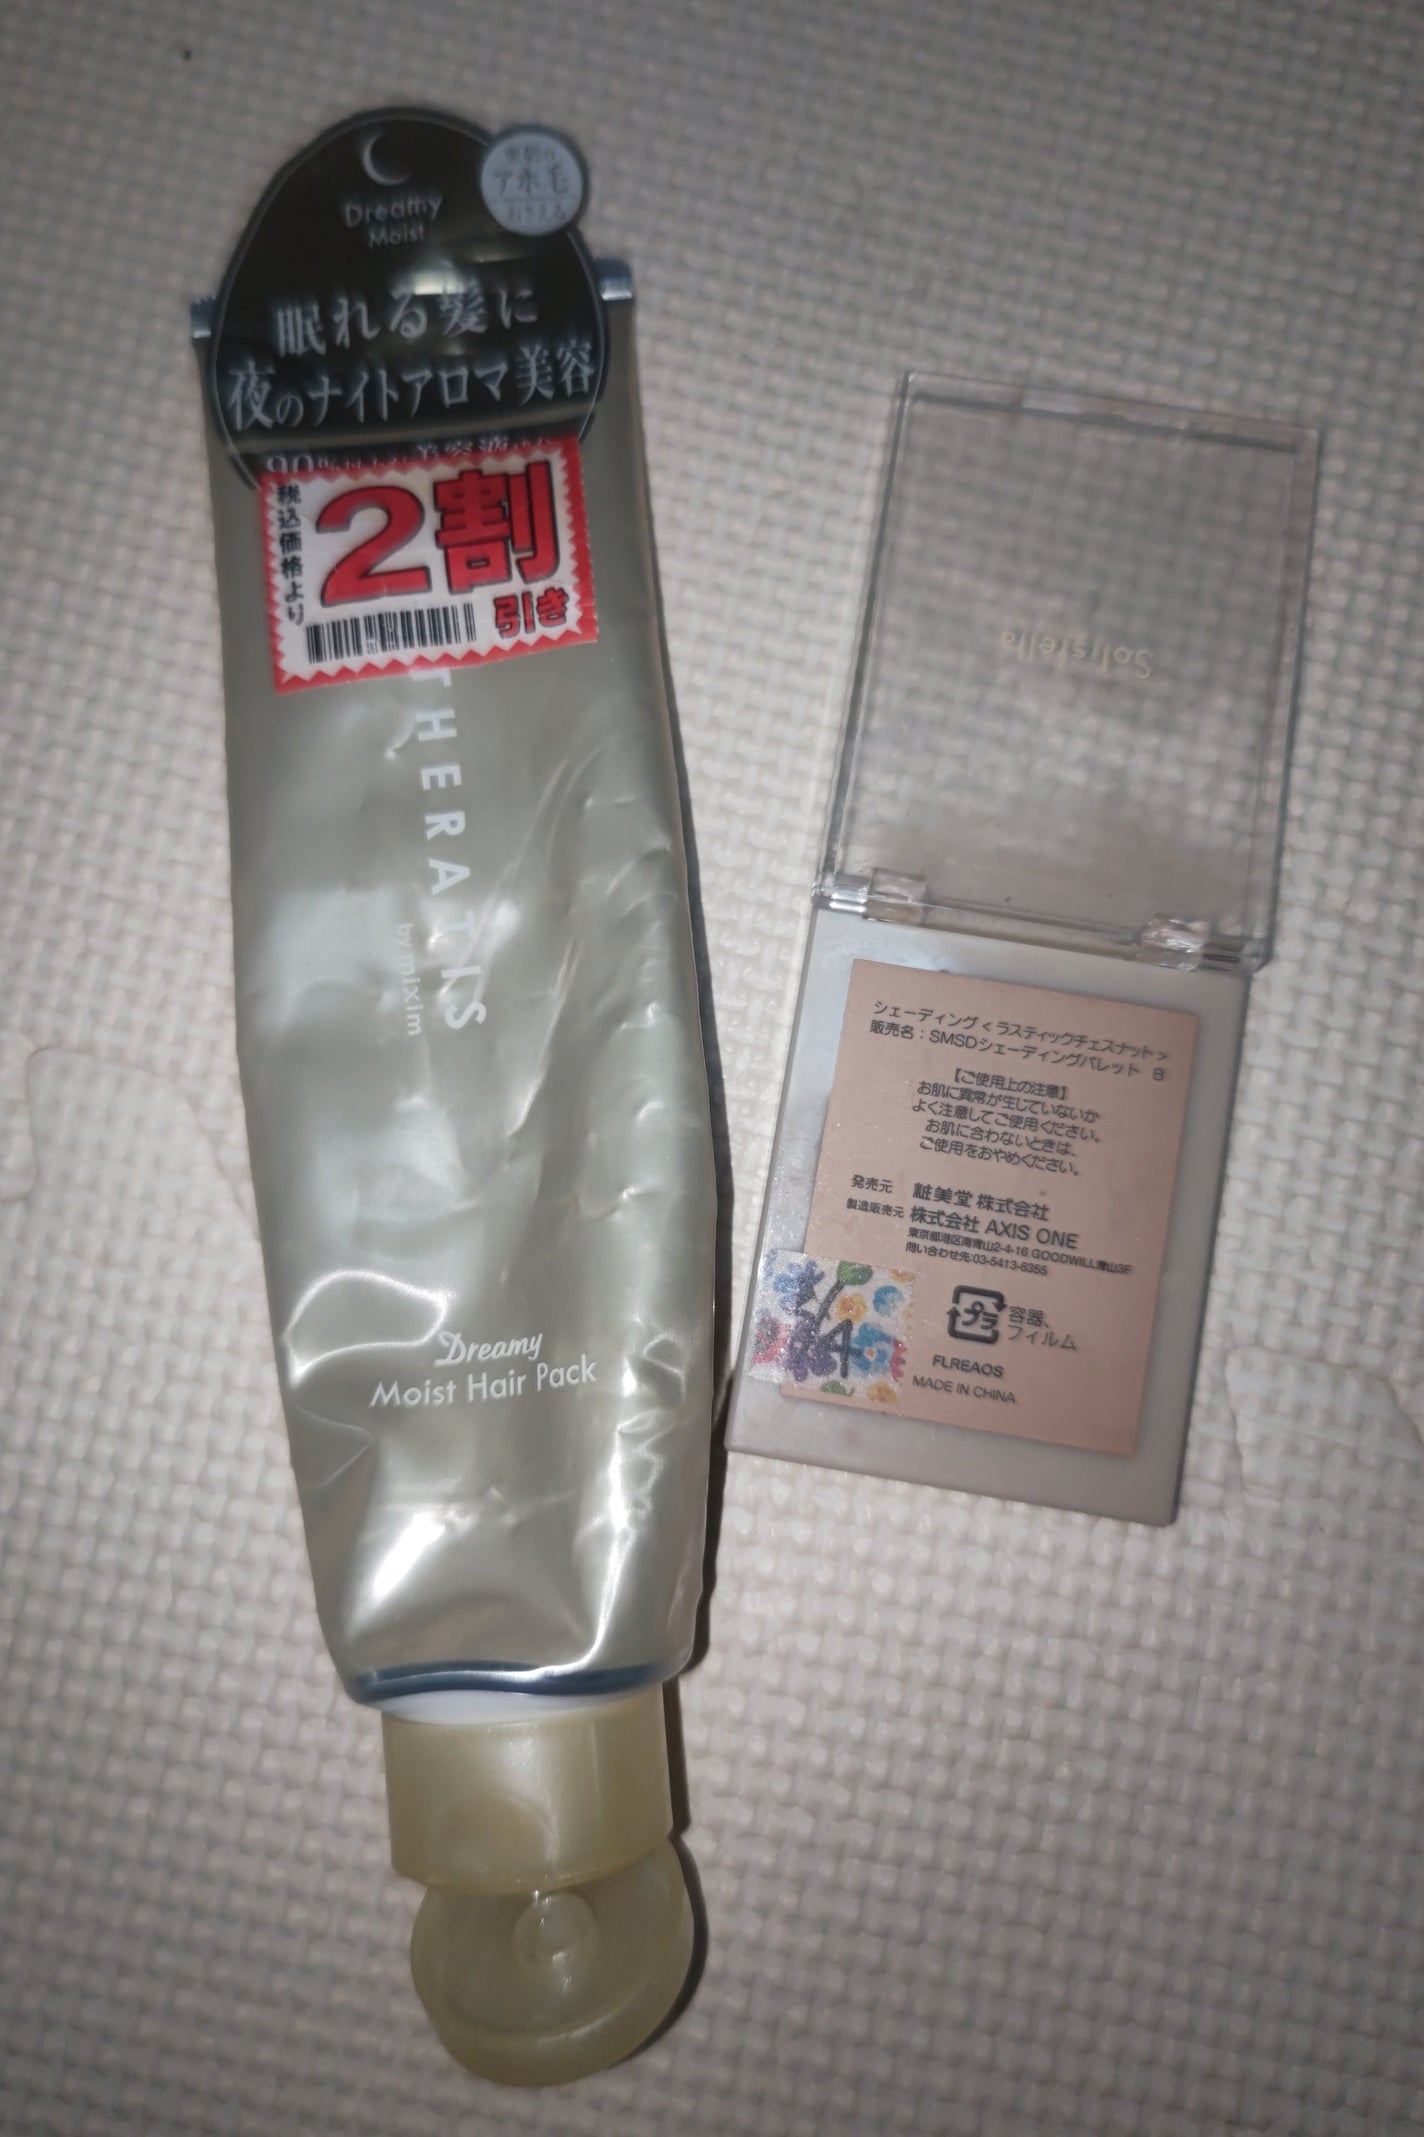 Dreamy
Moist
アホ毛
眠れる髪に
夜のナイトアロマ美容
税込価格より
2割
引き
THERATIS
by mixim
Dreamy
Moist Hair Pack
Salistella
シェーディング<ラスティックチェスナット>
販売名:SMSDシェーディングパレット B
【ご使用上の注意】
お肌に異常が生じていないか
よく注意してご使用ください。
お肌に合わないときは、
ご使用をおやめください。
発売元 粧美堂株式会社
製造販売元 株式会社 AXIS ONE
東京都港区南青山2-4-16 GOODWILL青山3F
問い合わせ先:03-5413-6355
プラ
容器、
フィルム
FLREAOS
MADE IN CHINA